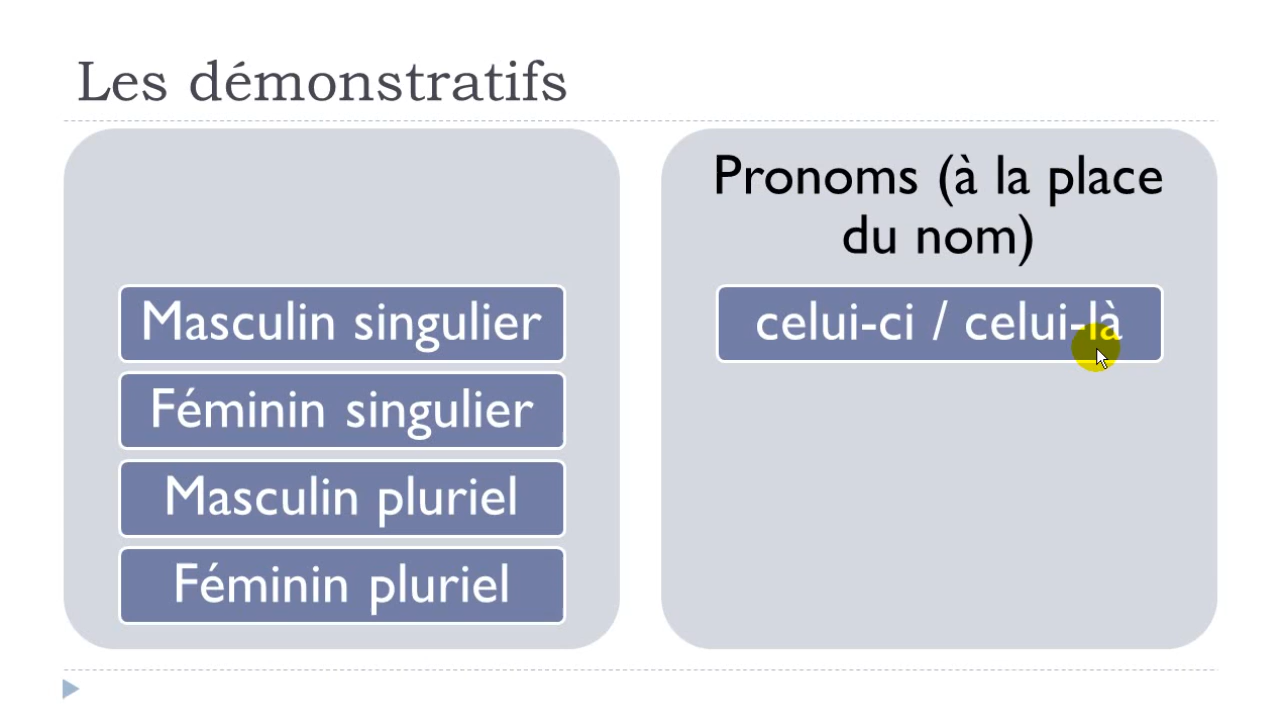 Les démonstratifs
Masculin singulier
Féminin singulier
Masculin pluriel
Féminin pluriel
Pronoms (à la place
du nom)
celui-ci / celui-là